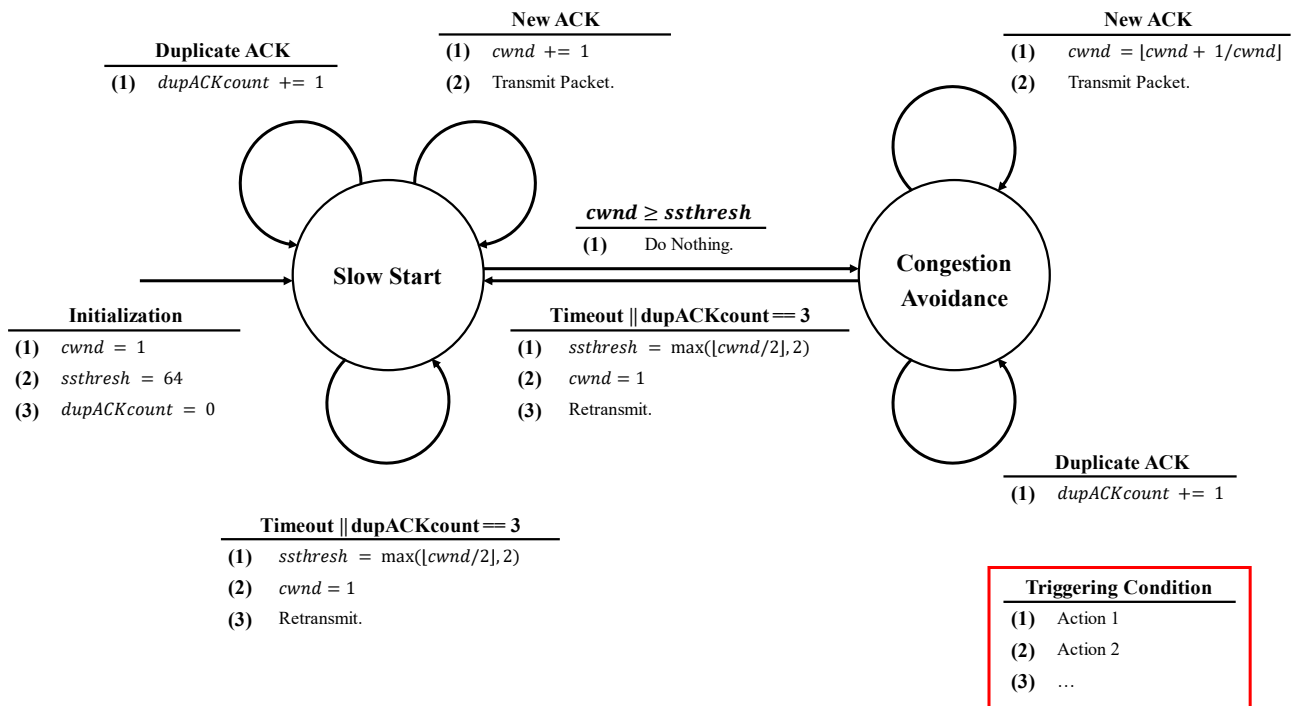 New ACK
(1) cwnd += 1
(2) Transmit Packet.
Duplicate ACK
(1) dupACKcount += 1
New ACK
(1) cwnd = ⌊cwnd + 1/cwnd⌋
(2) Transmit Packet.
cwnd ≥ ssthresh
(1) Do Nothing.
Slow Start
Congestion
Avoidance
Initialization
(1) cwnd = 1
(2) ssthresh = 64
(3) dupACKcount = 0
Timeout || dupACKcount == 3
(1) ssthresh = max(⌊cwnd/2⌋, 2)
(2) cwnd = 1
(3) Retransmit.
Duplicate ACK
(1) dupACKcount += 1
Timeout || dupACKcount == 3
(1) ssthresh = max(⌊cwnd/2⌋, 2)
(2) cwnd = 1
(3) Retransmit.
Triggering Condition
(1) Action 1
(2) Action 2
(3) …